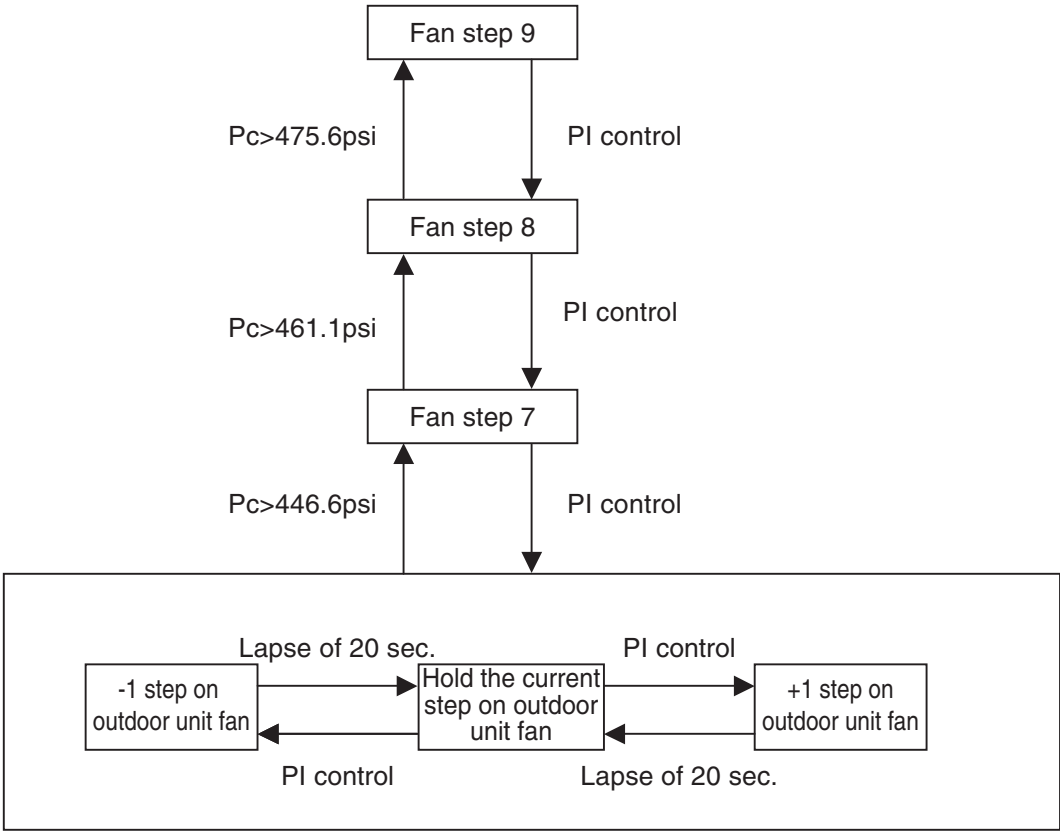 Fan step 9
Pc>475.6psi
PI control
Fan step 8
Pc>461.1psi
PI control
Fan step 7
Pc>446.6psi
PI control
Lapse of 20 sec.
PI control
-1 step on
outdoor unit fan
Hold the current
step on outdoor
unit fan
+1 step on
outdoor unit fan
PI control
Lapse of 20 sec.